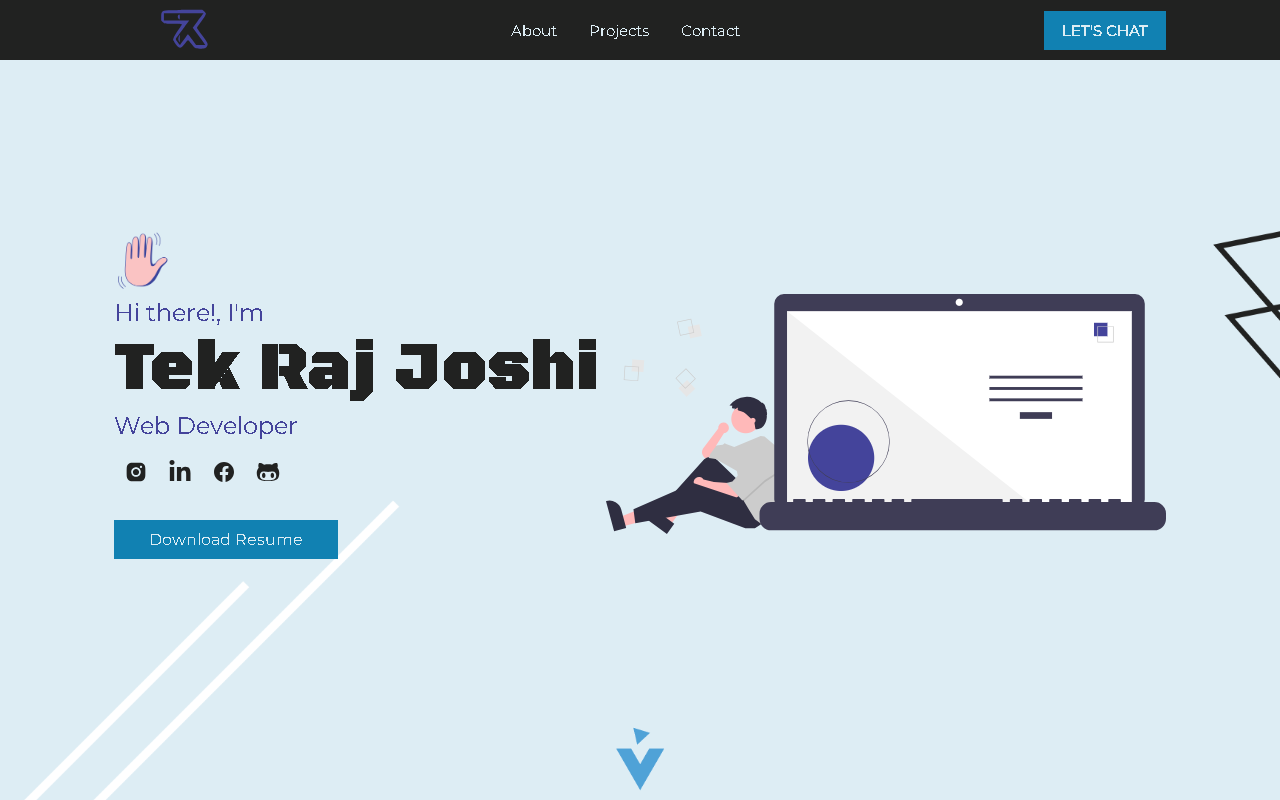 About
Projects
Contact
LET'S CHAT
Hi there!, I'm
Tek Raj Joshi
Web Developer
Download Resume